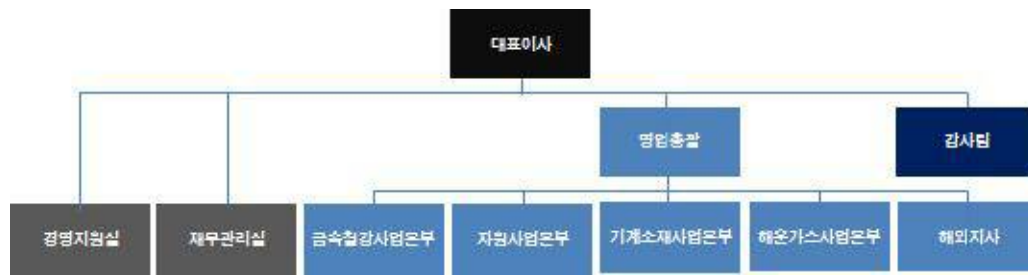 대표이사
영업총괄
감사팀
경영지원실
재무관리실
금속철강사업본부
자원사업본부
기계소재사업본부
해운가스사업본부
해외지사